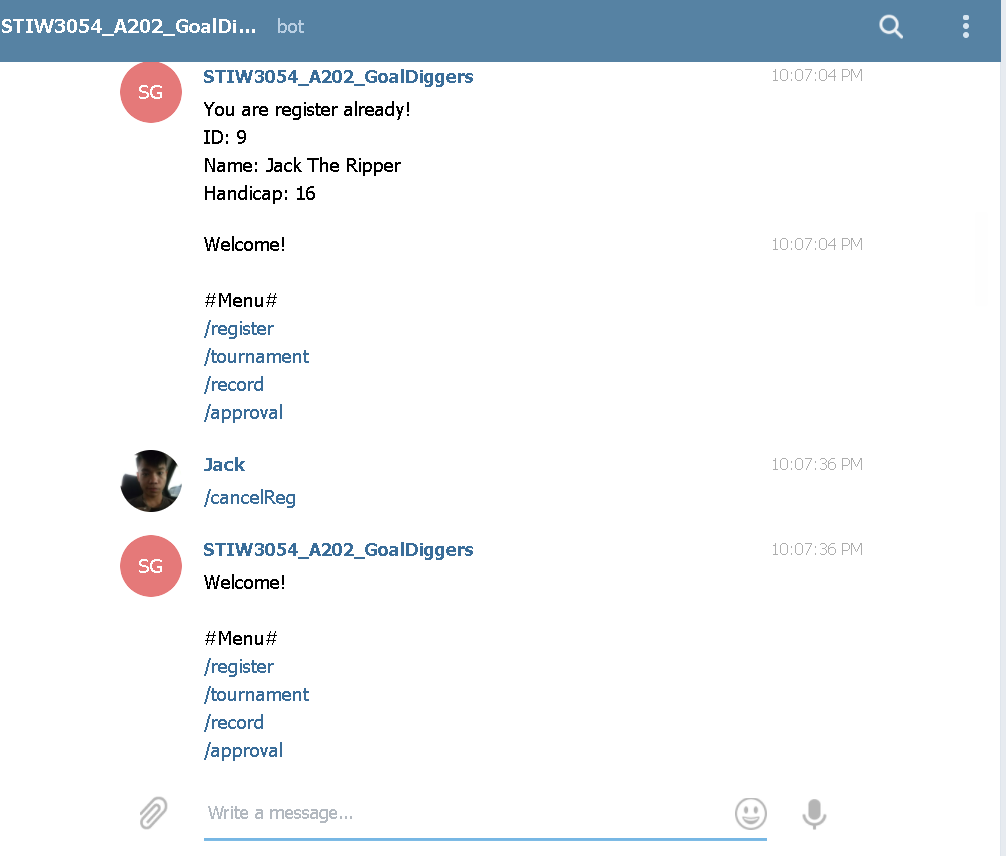 STIW3054_A202_GoalDi... bot
SG
STIW3054_A202_GoalDiggers 10:07:04 PM
You are register already!
ID: 9
Name: Jack The Ripper
Handicap: 16
Welcome! 10:07:04 PM
#Menu#
/register
/tournament
/record
/approval
Jack 10:07:36 PM
/cancelReg
SG
STIW3054_A202_GoalDiggers 10:07:36 PM
Welcome!
#Menu#
/register
/tournament
/record
/approval
Write a message...